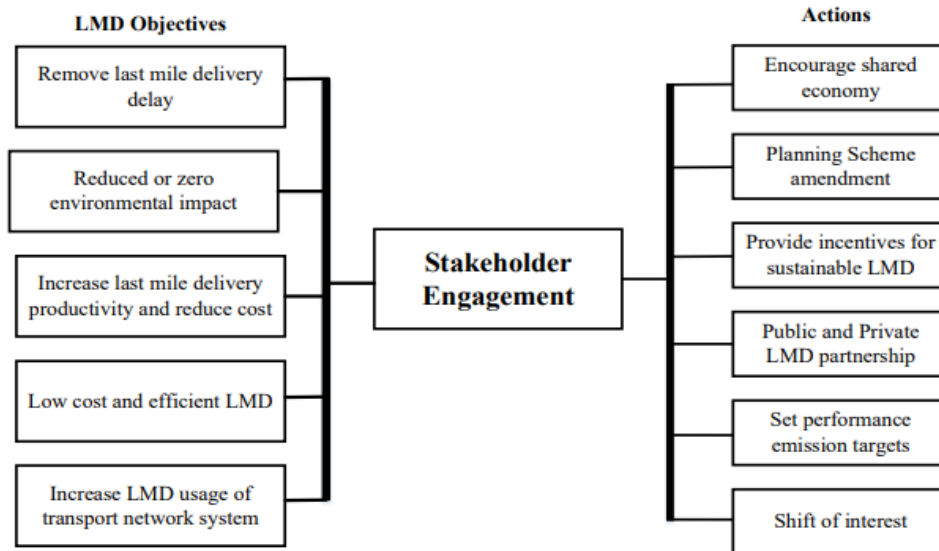 LMD Objectives
Remove last mile delivery
delay
Reduced or zero
environmental impact
Increase last mile delivery
productivity and reduce cost
Low cost and efficient LMD
Increase LMD usage of
transport network system
Stakeholder
Engagement
Actions
Encourage shared
economy
Planning Scheme
amendment
Provide incentives for
sustainable LMD
Public and Private
LMD partnership
Set performance
emission targets
Shift of interest